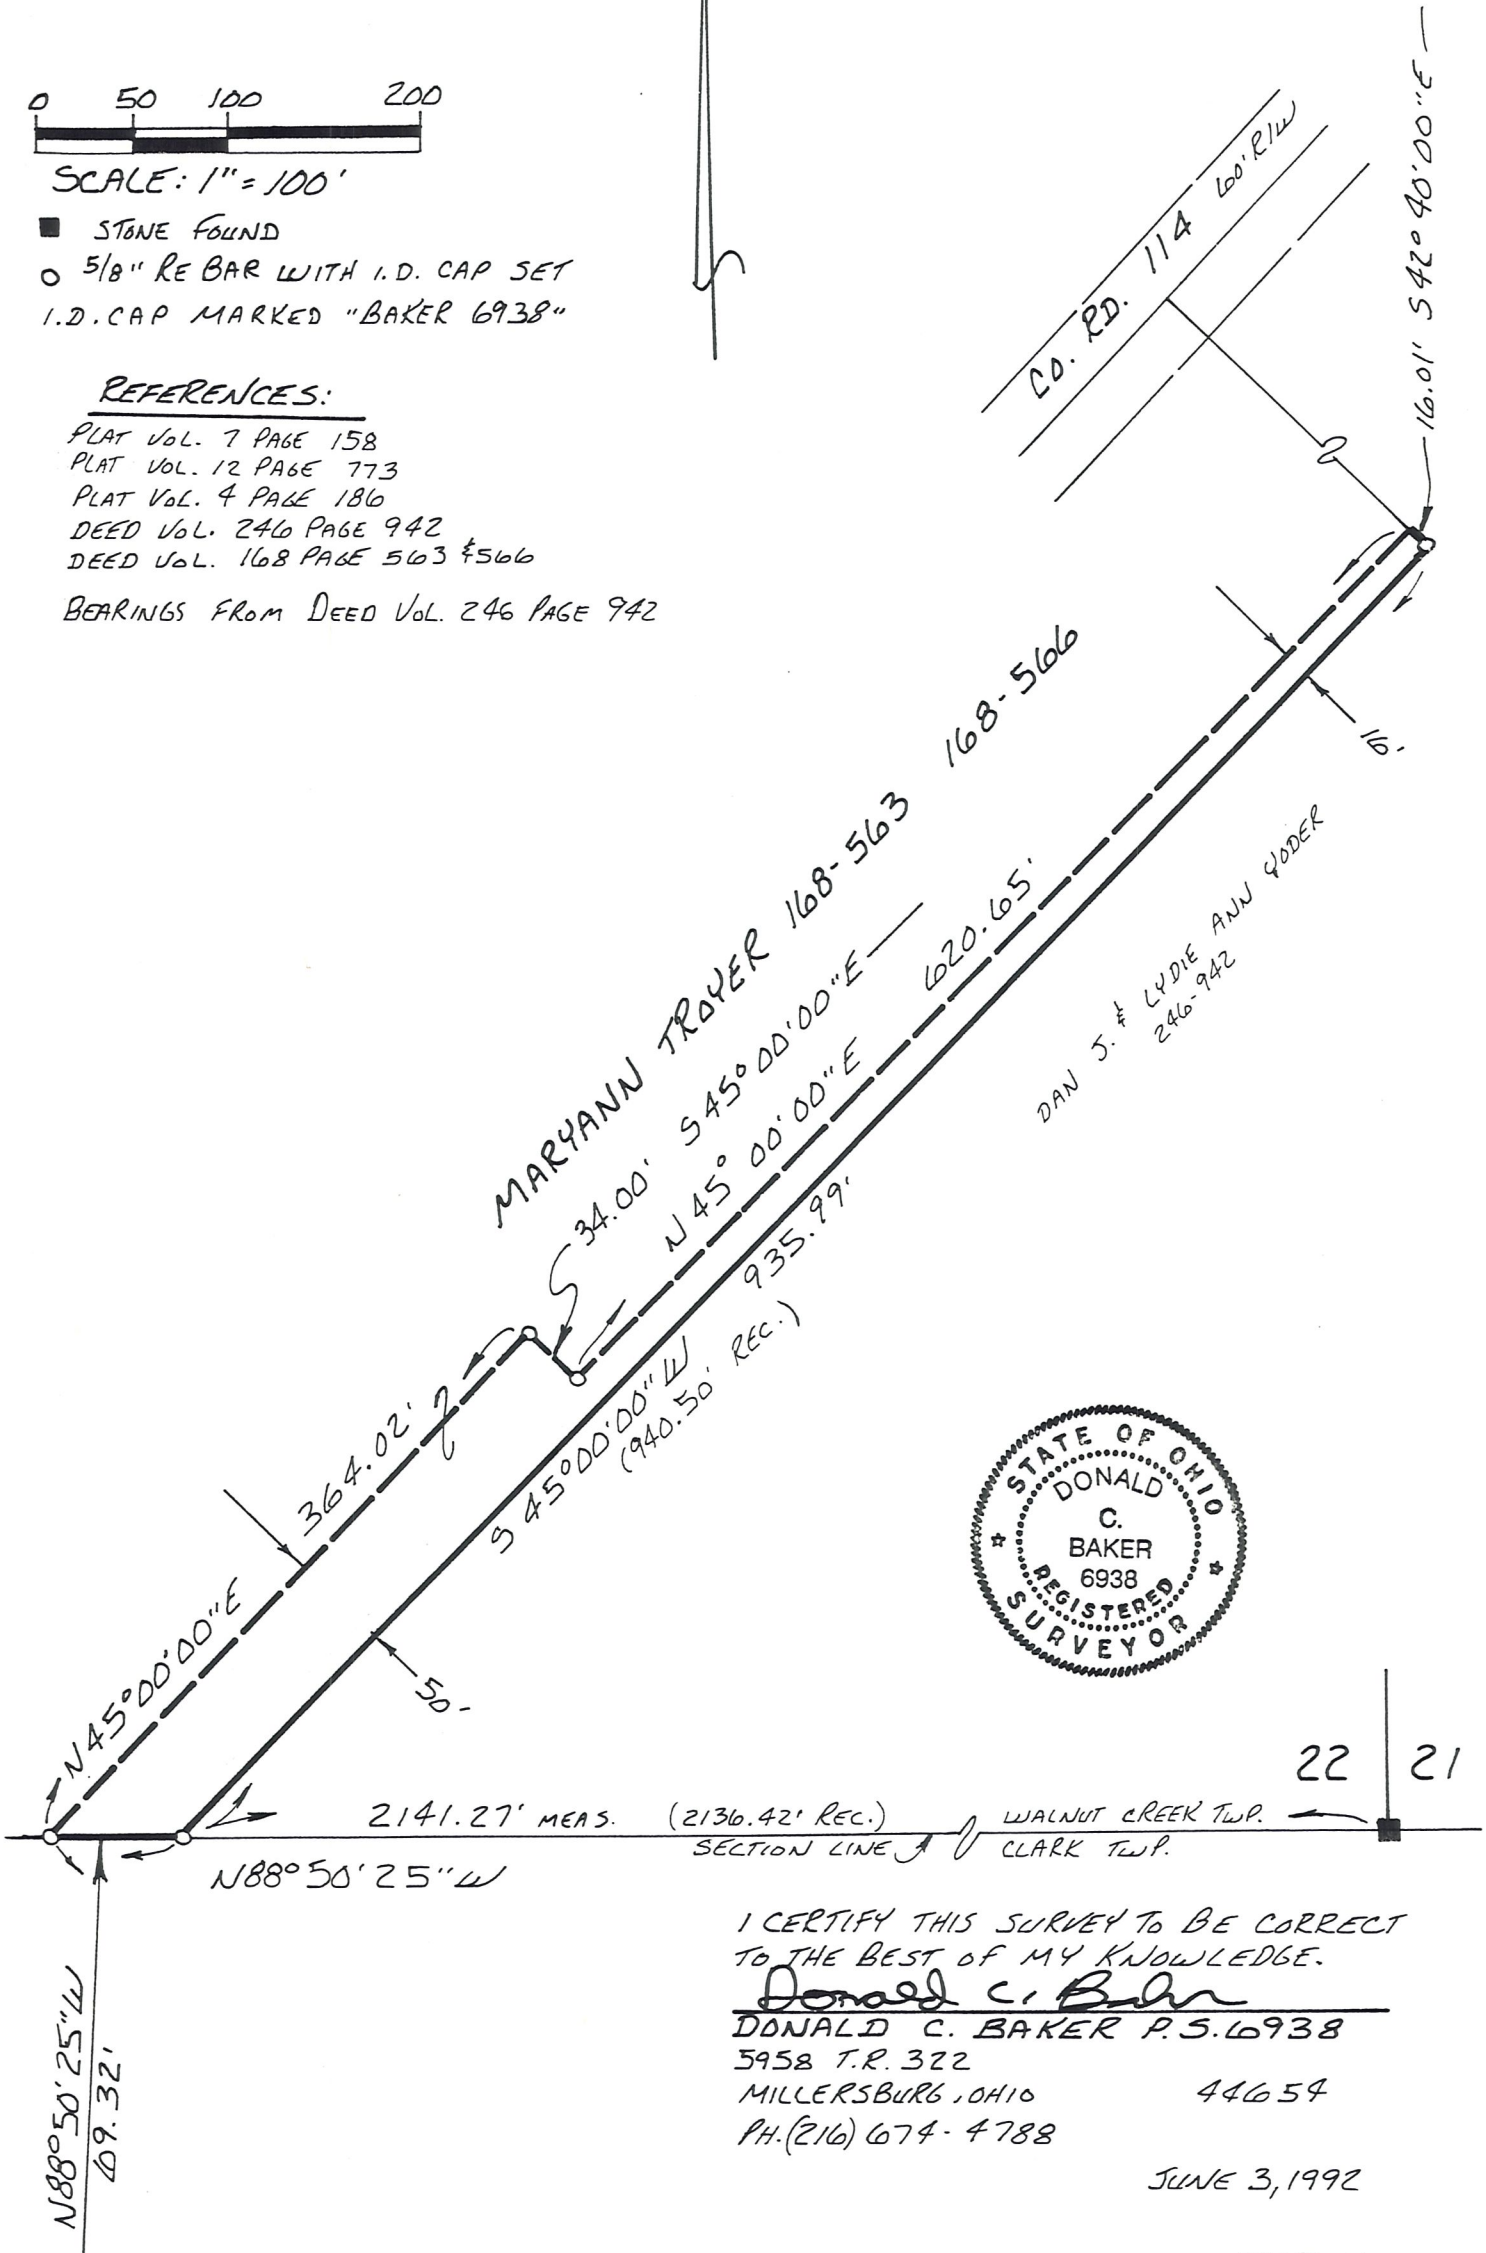 0 50 100 200
SCALE: 1" = 100'
STONE FOUND
5/8" RE BAR WITH I.D. CAP SET
I.D. CAP MARKED "BAKER 6938"
REFERENCES:
PLAT VOL. 7 PAGE 158
PLAT VOL. 12 PAGE 773
PLAT VOL. 4 PAGE 186
DEED VOL. 246 PAGE 942
DEED VOL. 168 PAGE 563 & 566
BEARINGS FROM DEED VOL. 246 PAGE 942
CO. RD. 114 60' R/W
16.01' S 42° 40' 00" E
16.'
MARYANN TROYER 168-563 168-566
34.00' S 45° 00' 00" E
N 45° 00' 00" E 620.65'
DAN J. & LYDIE ANN YODER
246-942
S 45° 00' 00" W 935.99'
(940.50' REC.)
N 45° 00' 00" E 364.02'
50.'
STATE OF OHIO
DONALD
C.
BAKER
6938
REGISTERED
SURVEYOR
22 21
2141.27' MEAS. (2136.42' REC.) WALNUT CREEK TWP.
SECTION LINE CLARK TWP.
N88° 50' 25" W
N88° 50' 25" W
69.32'
I CERTIFY THIS SURVEY TO BE CORRECT
TO THE BEST OF MY KNOWLEDGE.
Donald C. Baker
DONALD C. BAKER P.S. 6938
5958 T.R. 322
MILLERSBURG, OHIO 44654
PH. (216) 674-4788
JUNE 3, 1992